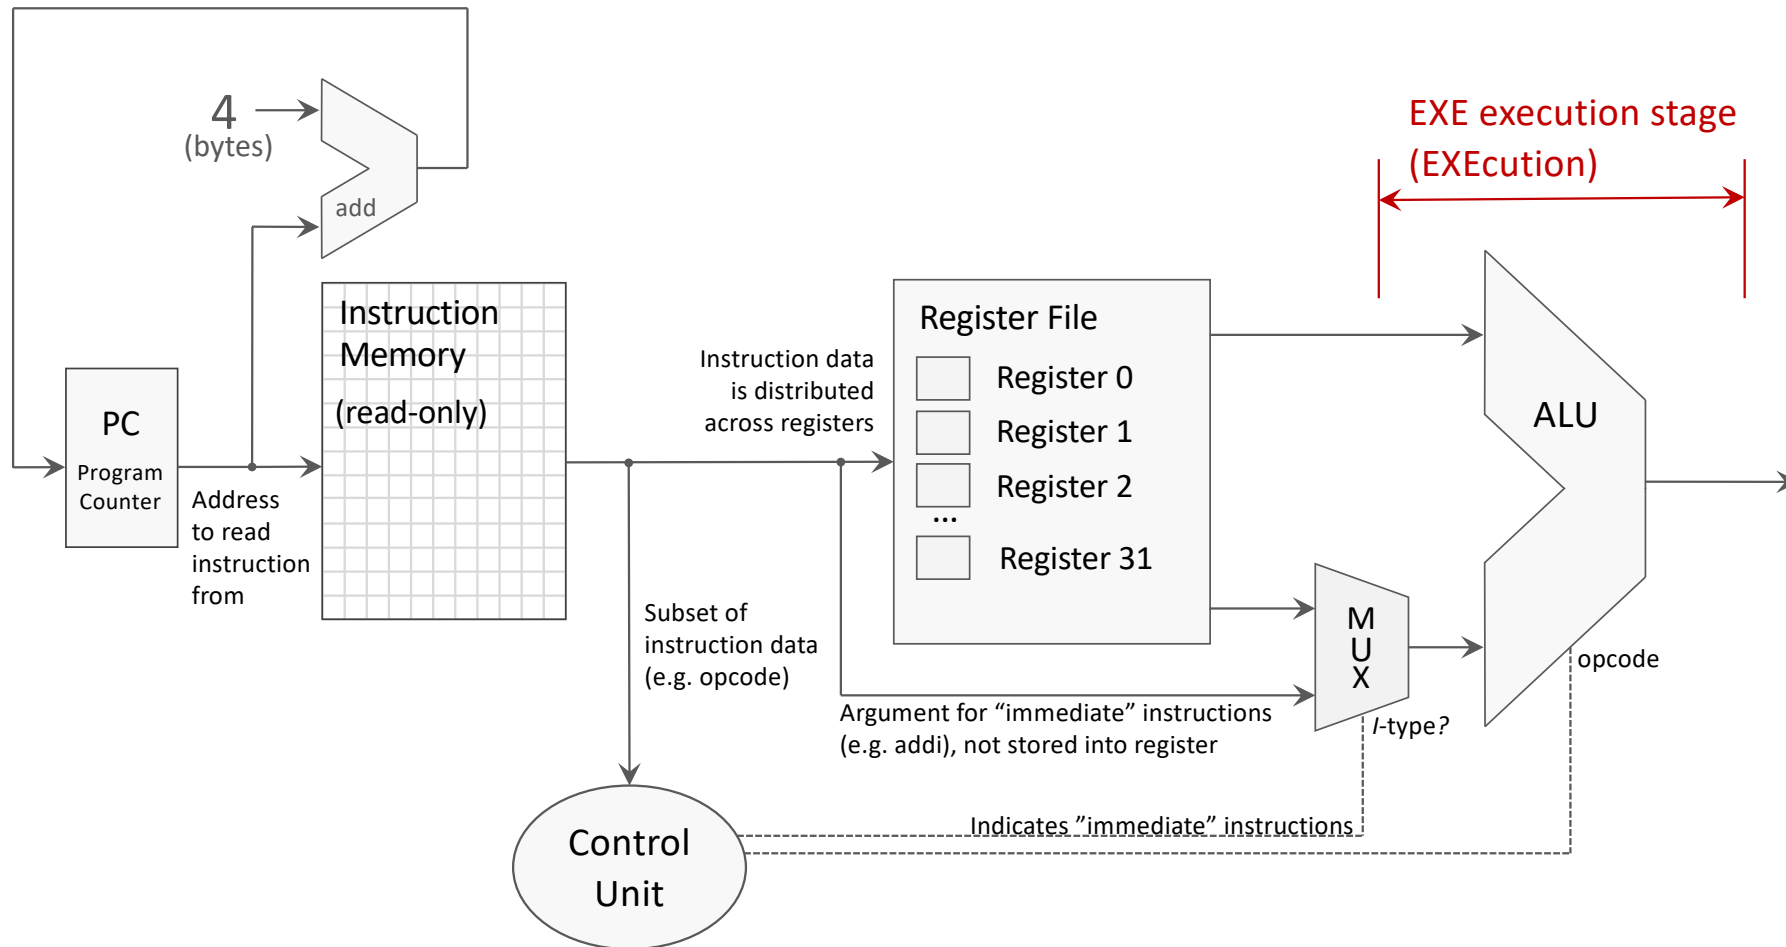 4
(bytes)
add
EXE execution stage
(EXEcution)
Instruction
Memory
(read-only)
PC
Program
Counter
Address
to read
instruction
from
Instruction data
is distributed
across registers
Register File
Register 0
Register 1
Register 2
...
Register 31
ALU
MUX
Subset of
instruction data
(e.g. opcode)
Argument for “immediate” instructions
(e.g. addi), not stored into register
I-type?
opcode
Indicates ”immediate” instructions
Control
Unit